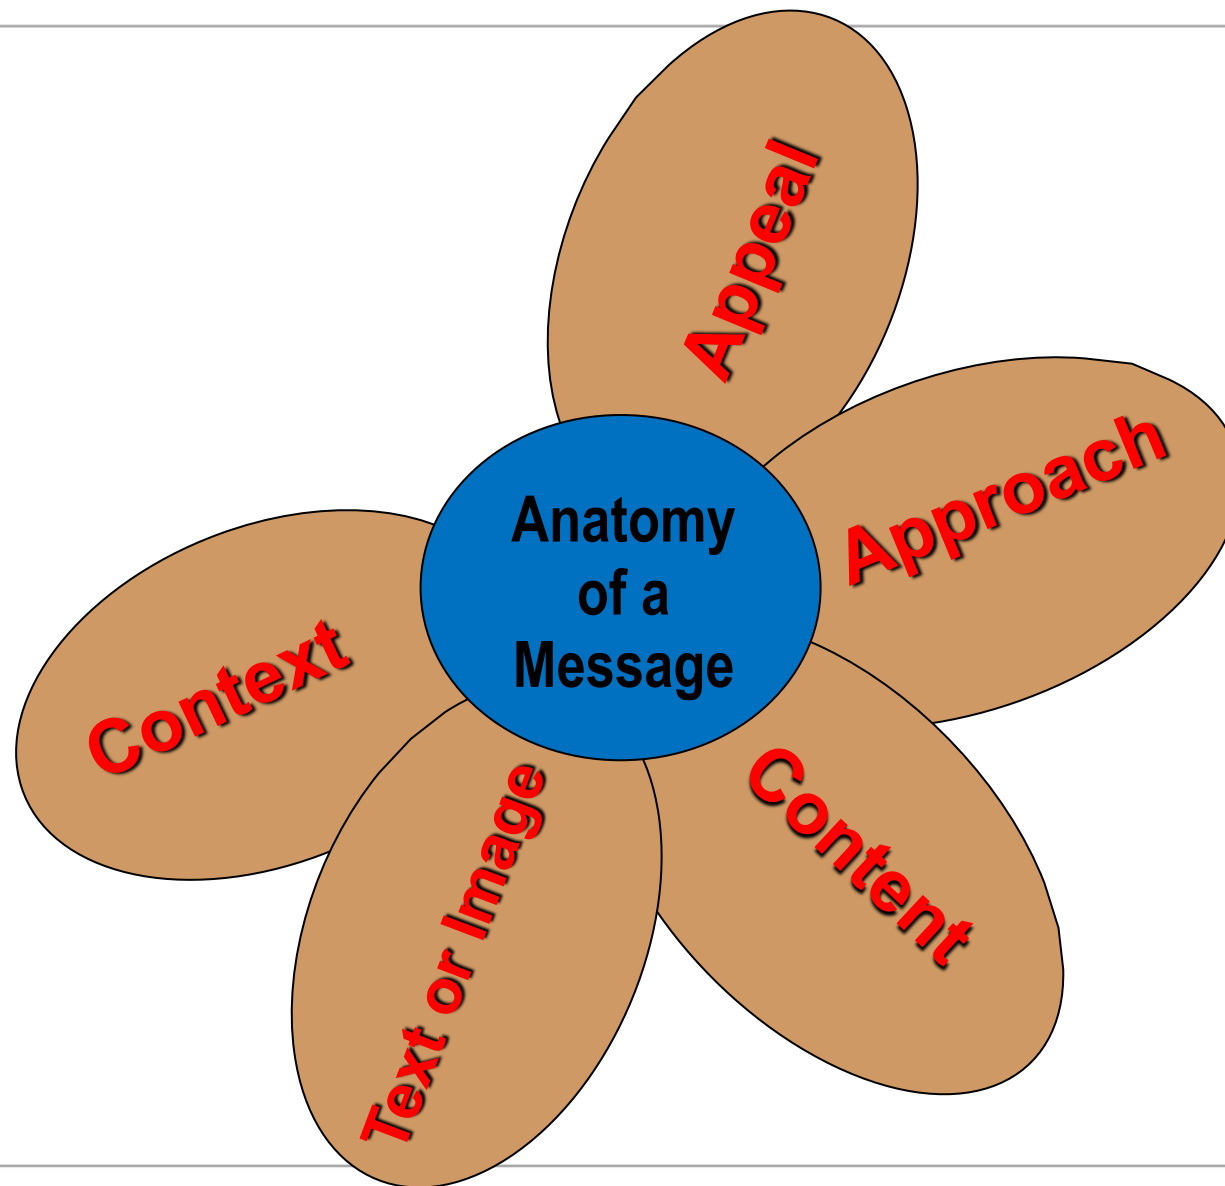 Appeal
Approach
Anatomy
of a
Message
Context
Content
Text or Image